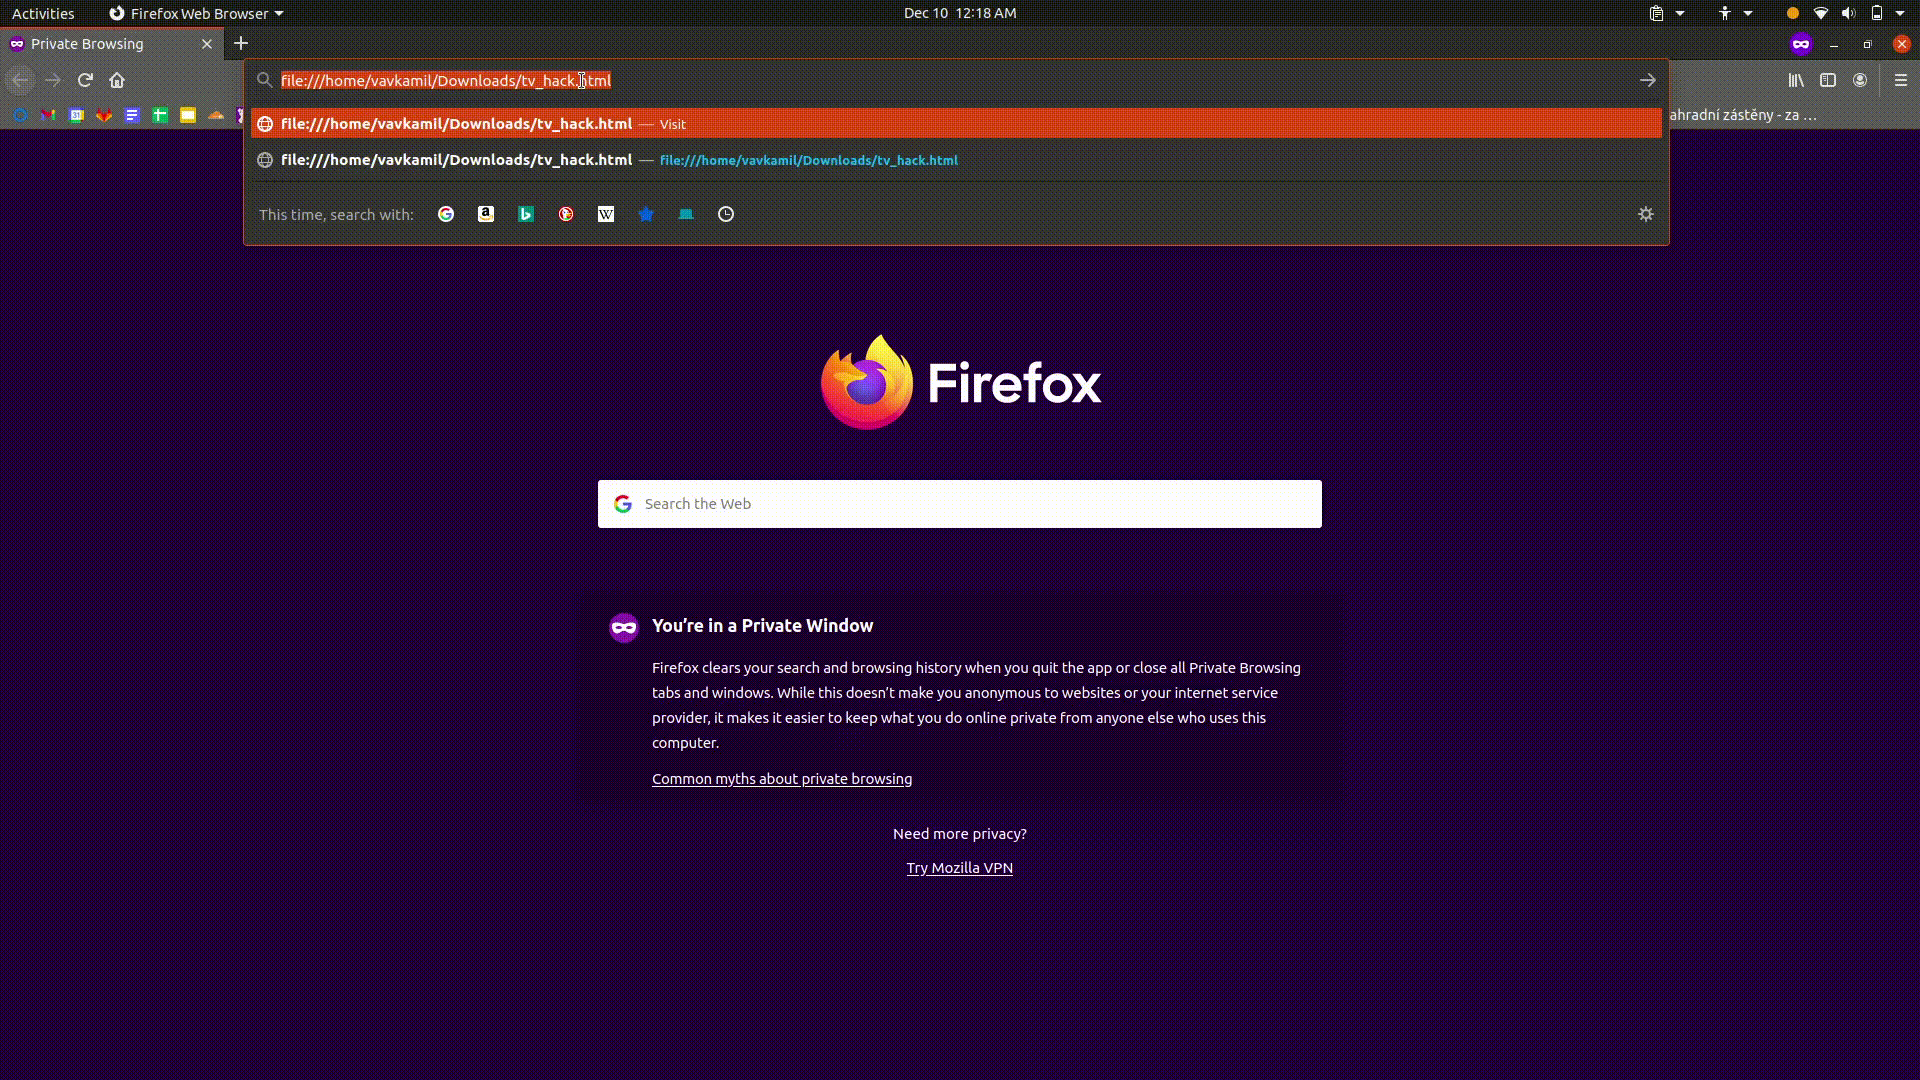 Activities
Firefox Web Browser
Dec 10 12:18 AM
Private Browsing
file:///home/vavkamil/Downloads/tv_hack.html
file:///home/vavkamil/Downloads/tv_hack.html — Visit
file:///home/vavkamil/Downloads/tv_hack.html — file:///home/vavkamil/Downloads/tv_hack.html
ahradní zástěny - za ...
This time, search with:
Firefox
Search the Web
You’re in a Private Window
Firefox clears your search and browsing history when you quit the app or close all Private Browsing
tabs and windows. While this doesn’t make you anonymous to websites or your internet service
provider, it makes it easier to keep what you do online private from anyone else who uses this
computer.
Common myths about private browsing
Need more privacy?
Try Mozilla VPN